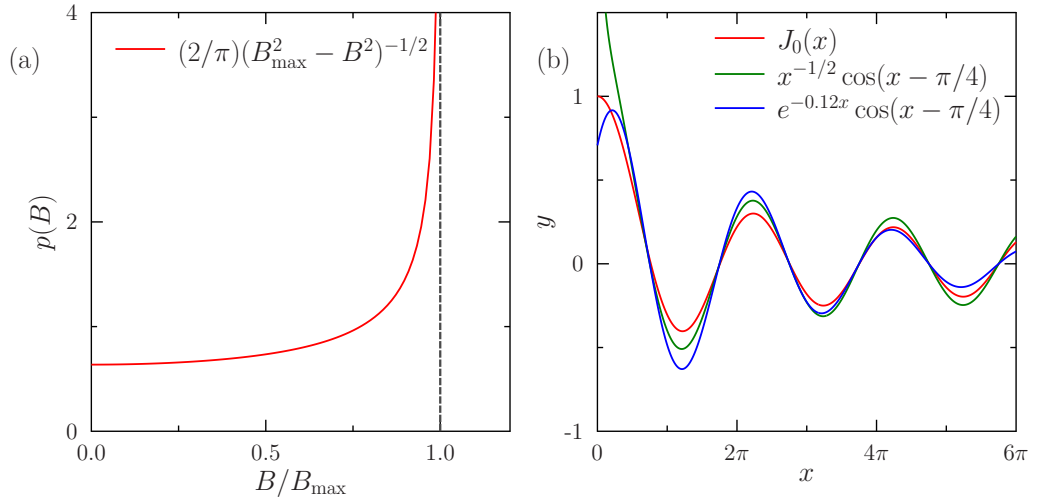 (a)
(2/π)(B²max − B²)^−1/2
p(B)
4
2
0
0.0
0.5
1.0
B/Bmax
(b)
J₀(x)
x^−1/2 cos(x − π/4)
e^−0.12x cos(x − π/4)
y
1
0
-1
0
2π
4π
6π
x